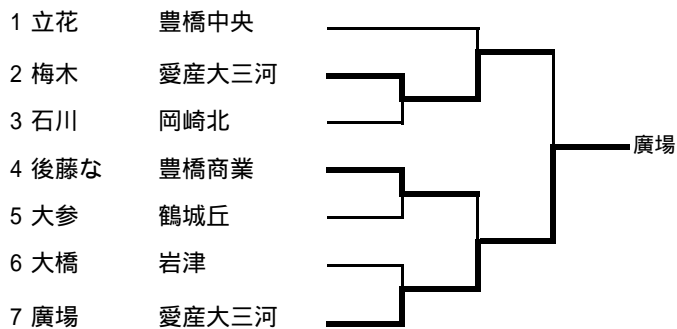 1 立花 豊橋中央
2 梅木 愛産大三河
3 石川 岡崎北
4 後藤な 豊橋商業
5 大参 鶴城丘
6 大橋 岩津
7 廣場 愛産大三河
廣場